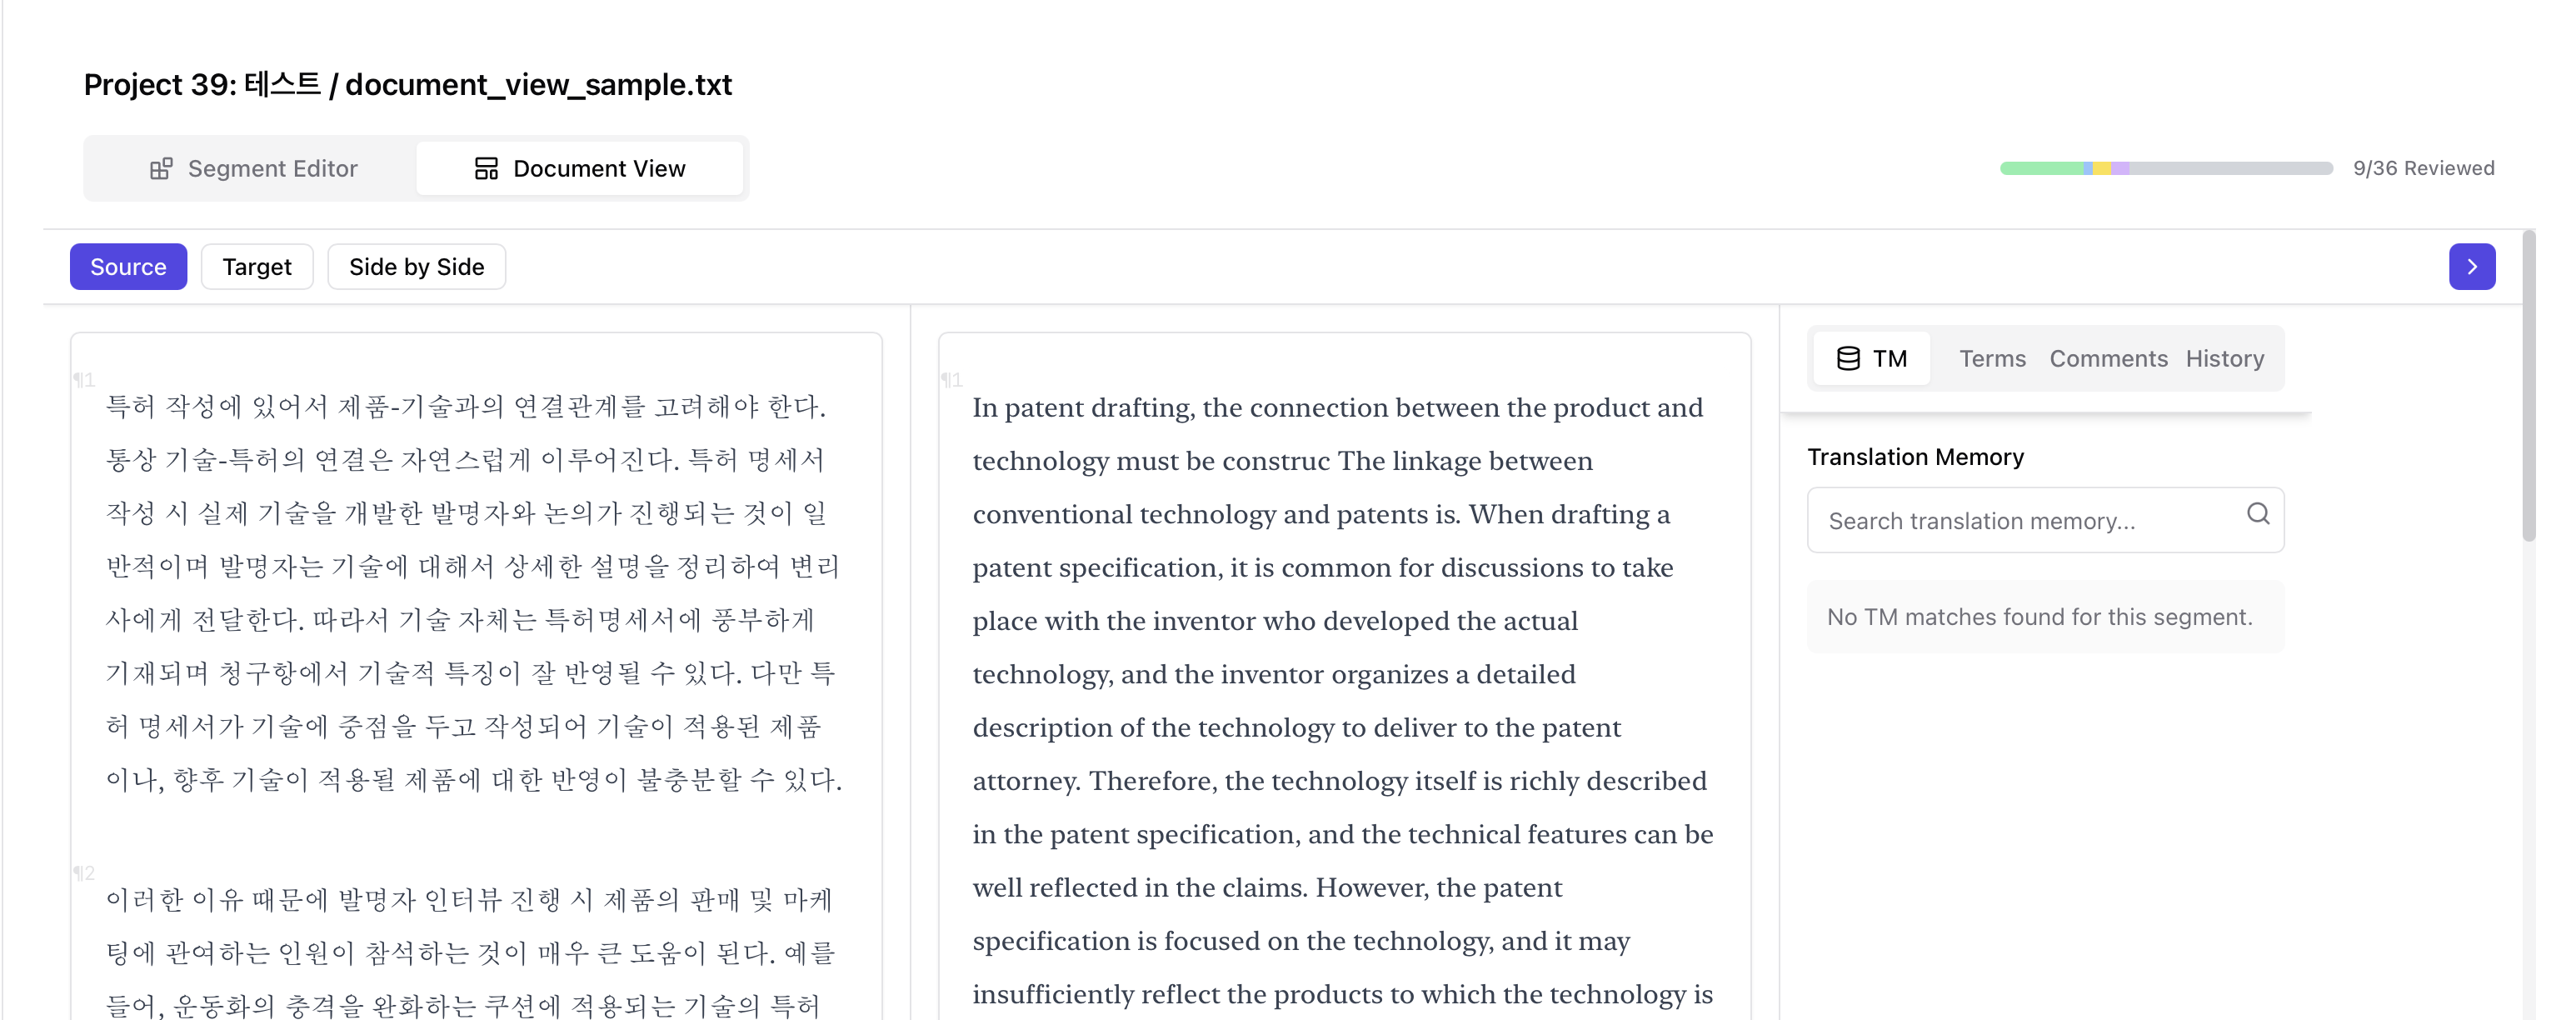 Project 39: 테스트 / document_view_sample.txt
Segment Editor
Document View
9/36 Reviewed
Source
Target
Side by Side
¶1
특허 작성에 있어서 제품-기술과의 연결관계를 고려해야 한다.
통상 기술-특허의 연결은 자연스럽게 이루어진다. 특허 명세서
작성 시 실제 기술을 개발한 발명자와 논의가 진행되는 것이 일
반적이며 발명자는 기술에 대해서 상세한 설명을 정리하여 변리
사에게 전달한다. 따라서 기술 자체는 특허명세서에 풍부하게
기재되며 청구항에서 기술적 특징이 잘 반영될 수 있다. 다만 특
허 명세서가 기술에 중점을 두고 작성되어 기술이 적용된 제품
이나, 향후 기술이 적용될 제품에 대한 반영이 불충분할 수 있다.
¶2
이러한 이유 때문에 발명자 인터뷰 진행 시 제품의 판매 및 마케
팅에 관여하는 인원이 참석하는 것이 매우 큰 도움이 된다. 예를
들어, 운동화의 충격을 완화하는 쿠션에 적용되는 기술의 특허
¶1
In patent drafting, the connection between the product and
technology must be construc The linkage between
conventional technology and patents is. When drafting a
patent specification, it is common for discussions to take
place with the inventor who developed the actual
technology, and the inventor organizes a detailed
description of the technology to deliver to the patent
attorney. Therefore, the technology itself is richly described
in the patent specification, and the technical features can be
well reflected in the claims. However, the patent
specification is focused on the technology, and it may
insufficiently reflect the products to which the technology is
TM
Terms
Comments
History
Translation Memory
Search translation memory...
No TM matches found for this segment.